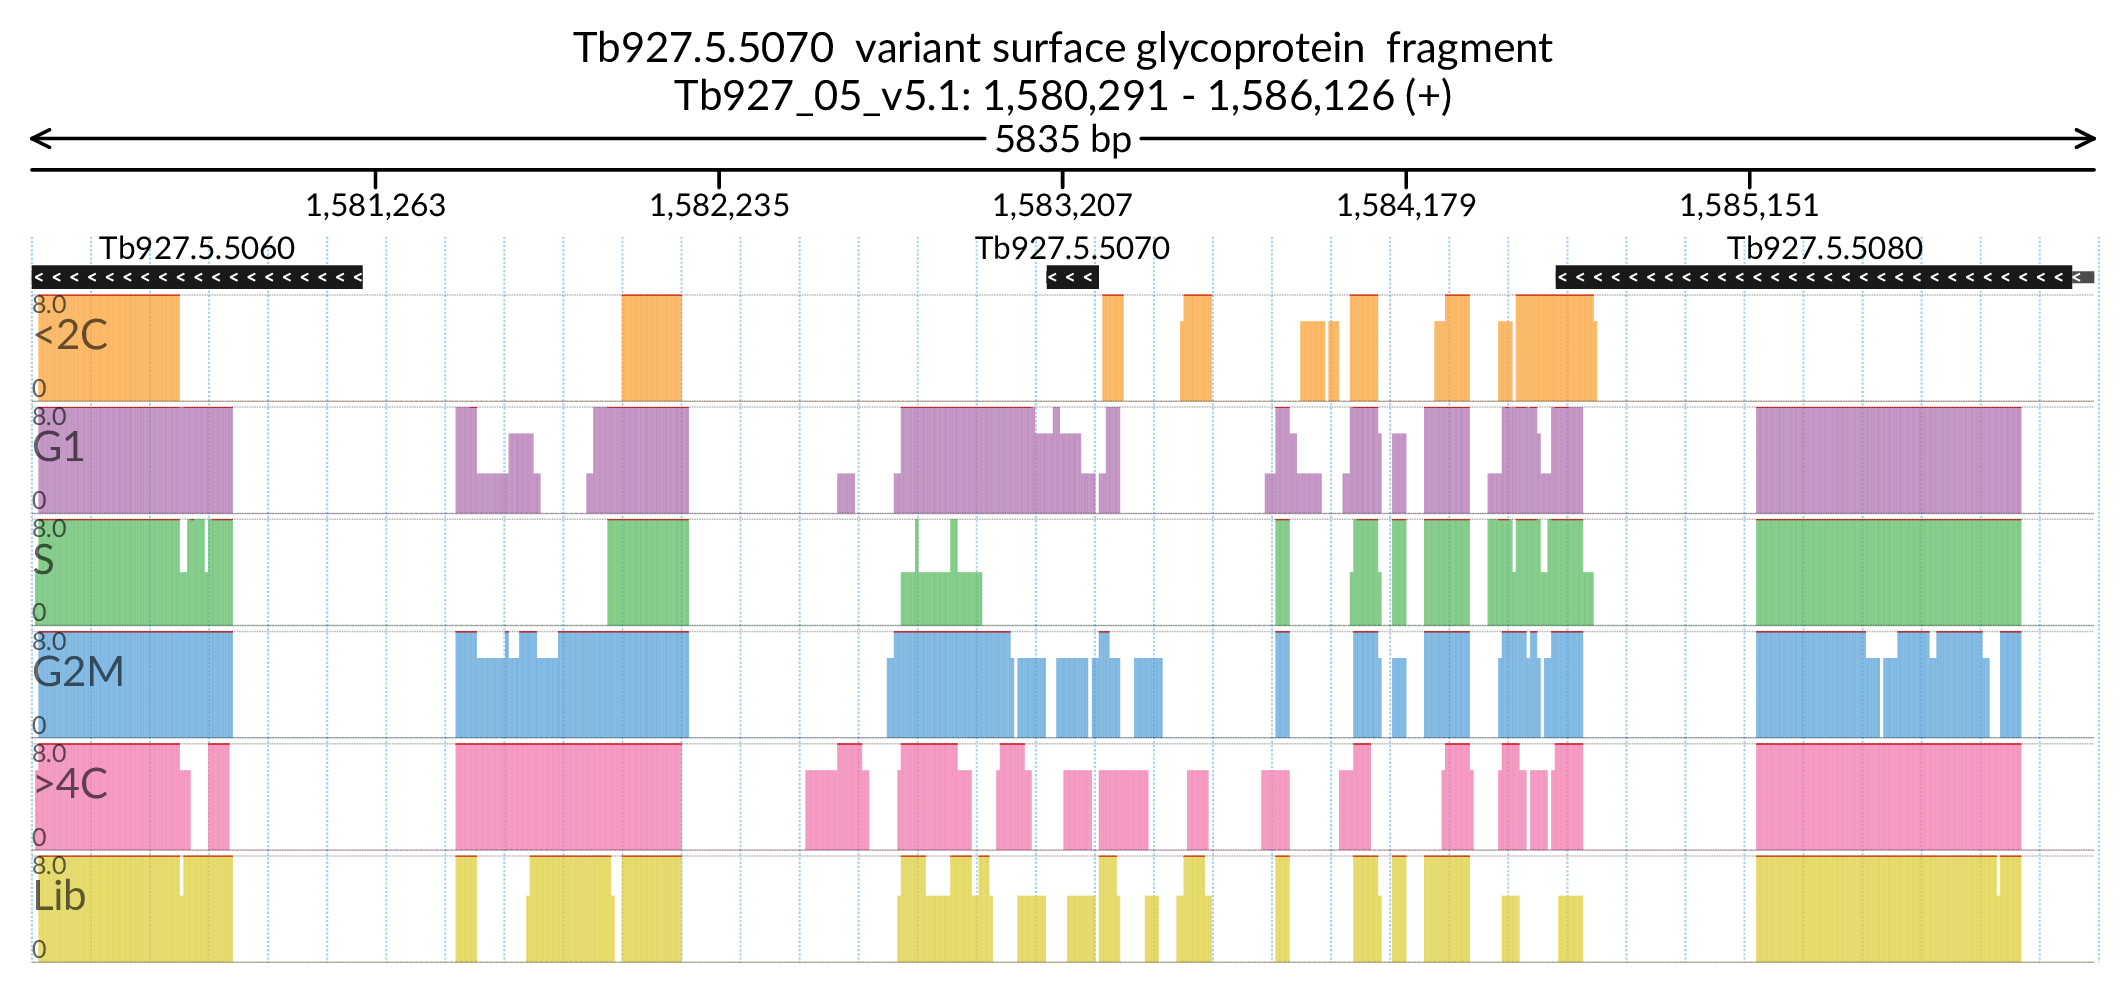 Tb927.5.5070 variant surface glycoprotein fragment
Tb927_05_v5.1: 1,580,291 - 1,586,126 (+)
5835 bp
1,581,263 1,582,235 1,583,207 1,584,179 1,585,151
Tb927.5.5060 Tb927.5.5070 Tb927.5.5080
8.0
<2C
0
8.0
G1
0
8.0
S
0
8.0
G2M
0
8.0
>4C
0
8.0
Lib
0